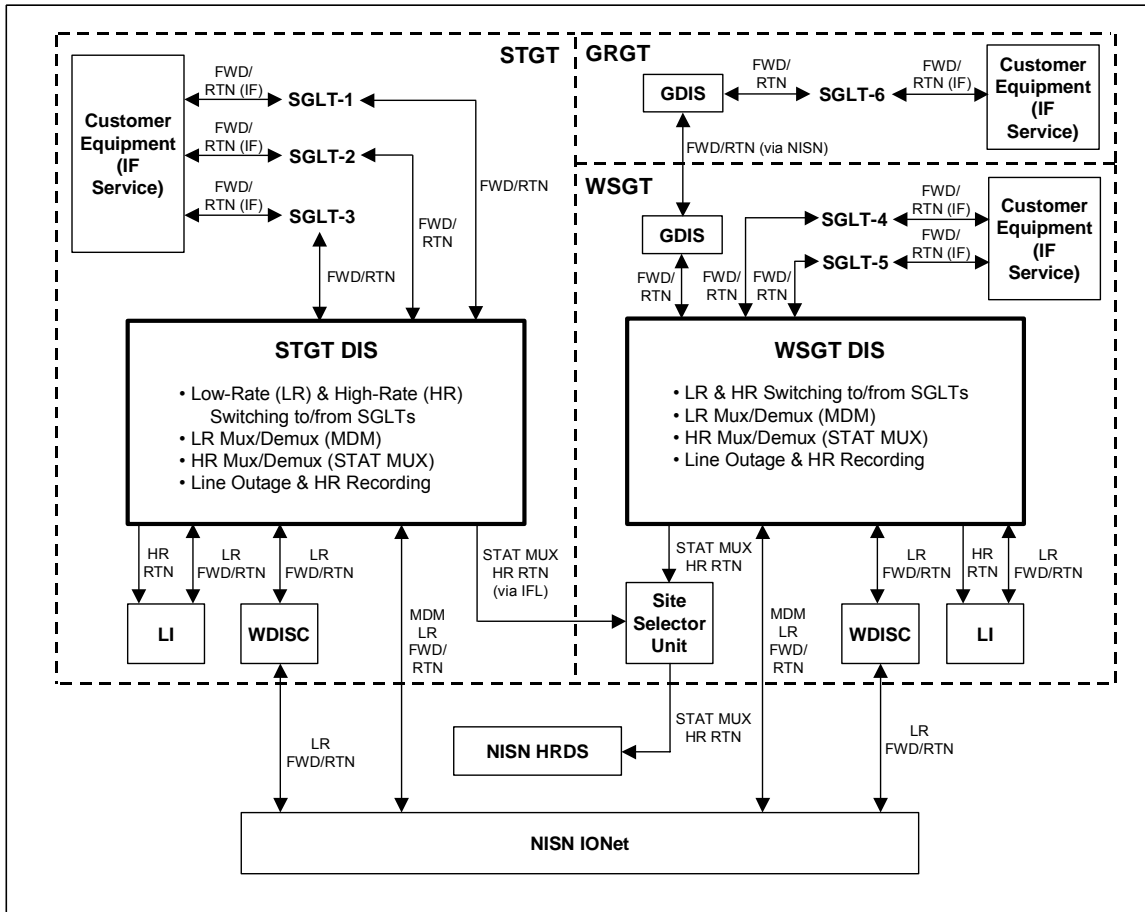 STGT
Customer
Equipment
(IF
Service)
FWD/
RTN (IF)
SGLT-1
FWD/
RTN (IF)
SGLT-2
FWD/
RTN (IF)
SGLT-3
FWD/RTN
FWD/
RTN
FWD/RTN
STGT DIS
• Low-Rate (LR) & High-Rate (HR)
Switching to/from SGLTs
• LR Mux/Demux (MDM)
• HR Mux/Demux (STAT MUX)
• Line Outage & HR Recording
HR
RTN
LR
FWD/RTN
LR
FWD/RTN
MDM
LR
FWD/
RTN
STAT MUX
HR RTN
(via IFL)
LI
WDISC
LR
FWD/RTN
GRGT
GDIS
FWD/
RTN
SGLT-6
FWD/
RTN (IF)
Customer
Equipment
(IF
Service)
FWD/RTN (via NISN)
WSGT
GDIS
SGLT-4
FWD/
RTN (IF)
SGLT-5
FWD/
RTN (IF)
Customer
Equipment
(IF
Service)
FWD/
RTN
FWD/
RTN
FWD/
RTN
WSGT DIS
• LR & HR Switching to/from SGLTs
• LR Mux/Demux (MDM)
• HR Mux/Demux (STAT MUX)
• Line Outage & HR Recording
STAT MUX
HR RTN
Site
Selector
Unit
MDM
LR
FWD/
RTN
LR
FWD/RTN
HR
RTN
LR
FWD/RTN
WDISC
LI
STAT MUX
HR RTN
NISN HRDS
LR
FWD/RTN
NISN IONet